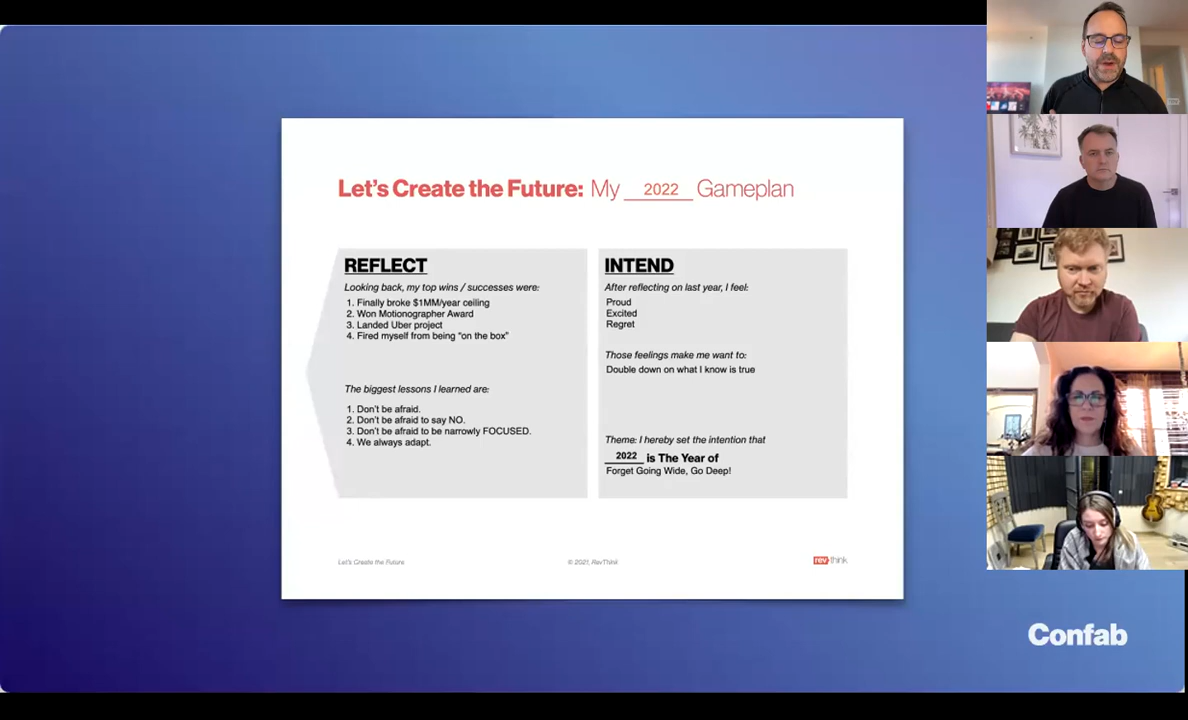 Let's Create the Future: My 2022 Gameplan
REFLECT
Looking back, my top wins / successes were:
1. Finally broke $1MM/year ceiling
2. Won Motionographer Award
3. Landed Uber project
4. Fired myself from being "on the box"
The biggest lessons I learned are:
1. Don't be afraid.
2. Don't be afraid to say NO.
3. Don't be afraid to be narrowly FOCUSED.
4. We always adapt.
INTEND
After reflecting on last year, I feel:
Proud
Excited
Regret
Those feelings make me want to:
Double down on what I know is true
Theme: I hereby set the intention that
2022 is The Year of
Forget Going Wide, Go Deep!
Let's Create the Future
© 2021, RevThink
rev think
Confab